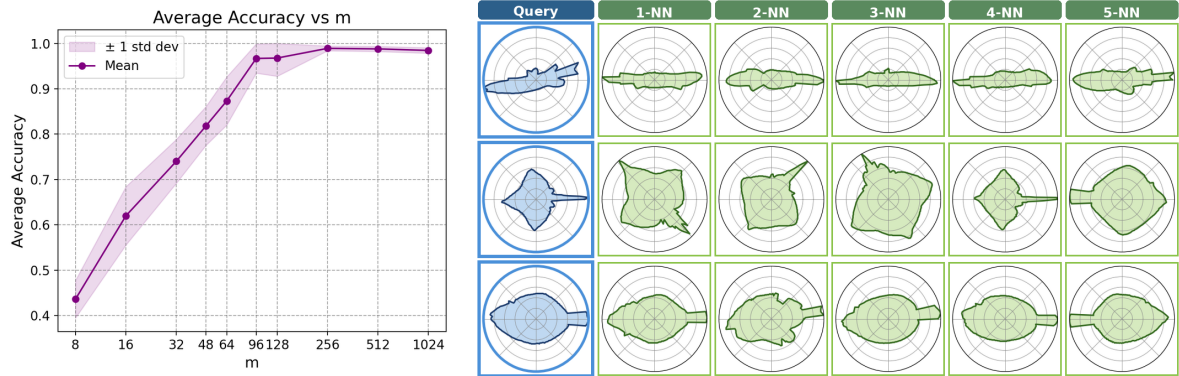 Average Accuracy vs m
± 1 std dev
Mean
Average Accuracy
1.0
0.9
0.8
0.7
0.6
0.5
0.4
8 16 32 48 64 96 128 256 512 1024
m
Query 1-NN 2-NN 3-NN 4-NN 5-NN